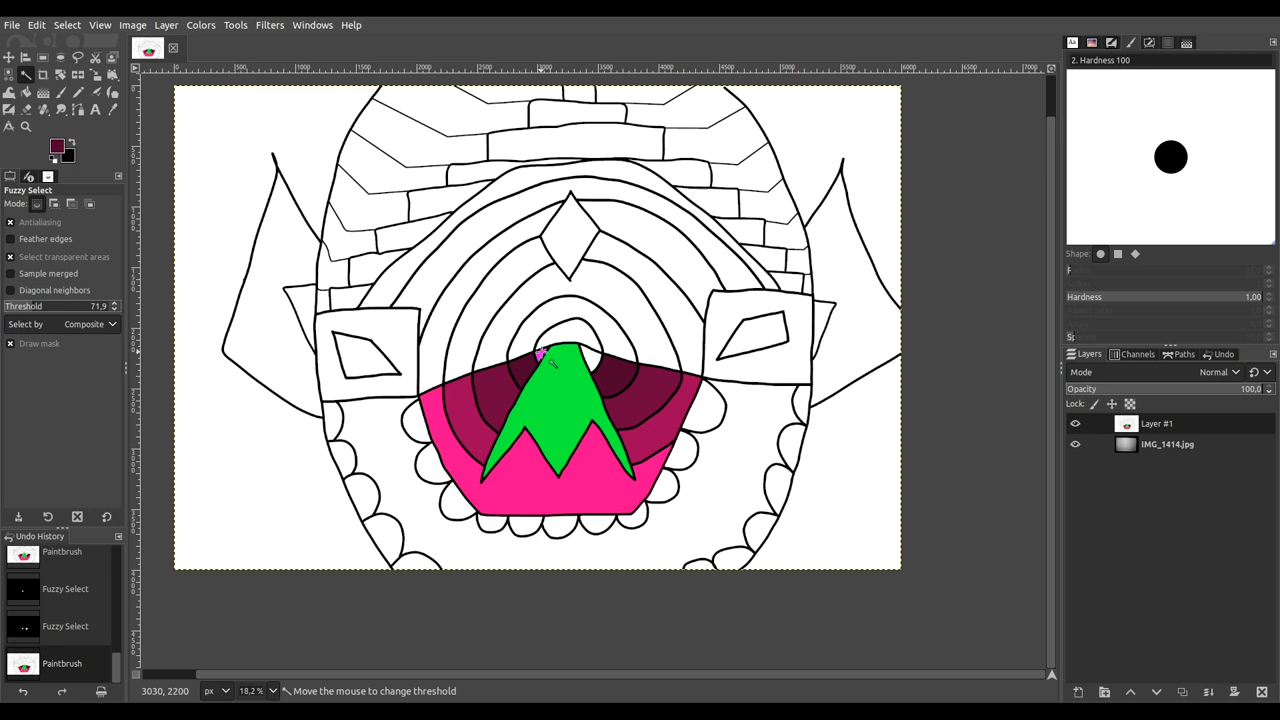 File Edit Select View Image Layer Colors Tools Filters Windows Help
2. Hardness 100
Shape:
Hardness 1,00
Fuzzy Select
Mode:
Antialiasing
Feather edges
Select transparent areas
Sample merged
Diagonal neighbors
Threshold 71,9
Select by Composite
Draw mask
Undo History
Paintbrush
Fuzzy Select
Fuzzy Select
Paintbrush
Layers Channels Paths Undo
Mode Normal
Opacity 100,0
Lock:
Layer #1
IMG_1414.jpg
3030, 2200 px 18,2 % Move the mouse to change threshold